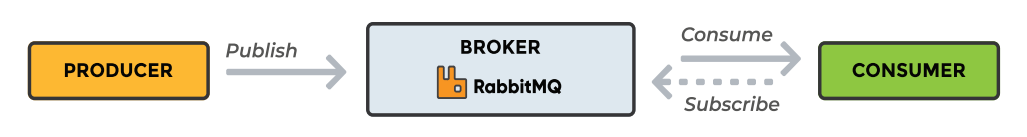 PRODUCER
Publish
BROKER
RabbitMQ
Consume
Subscribe
CONSUMER